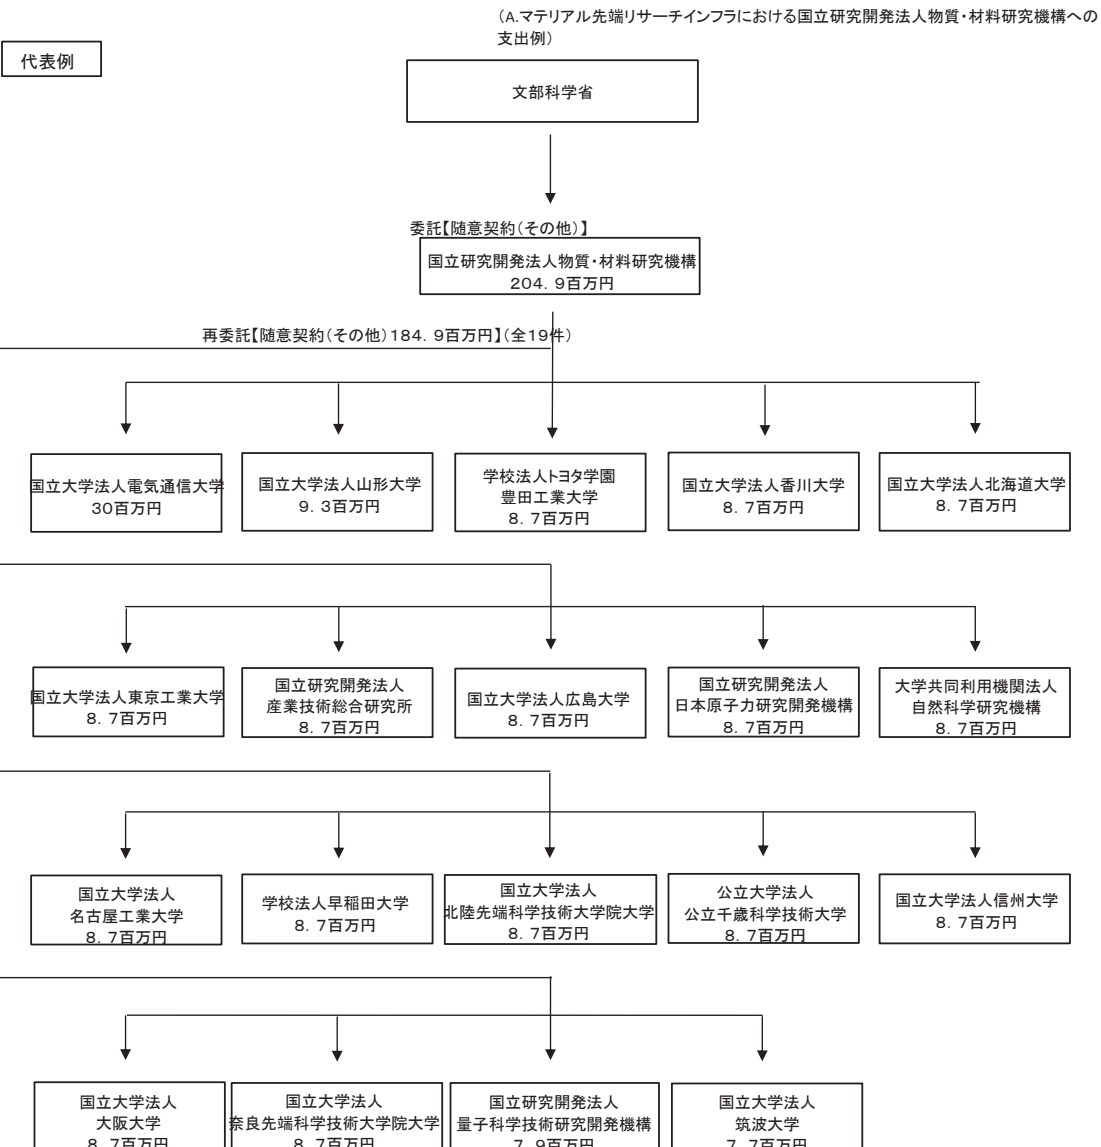 (A.マテリアル先端リサーチインフラにおける国立研究開発法人物質・材料研究機構への
支出例)
代表例
文部科学省
委託【随意契約(その他)】
国立研究開発法人物質・材料研究機構
204.9百万円
再委託【随意契約(その他)184.9百万円】(全19件)
国立大学法人電気通信大学
30百万円
国立大学法人山形大学
9.3百万円
学校法人トヨタ学園
豊田工業大学
8.7百万円
国立大学法人香川大学
8.7百万円
国立大学法人北海道大学
8.7百万円
国立大学法人東京工業大学
8.7百万円
国立研究開発法人
産業技術総合研究所
8.7百万円
国立大学法人広島大学
8.7百万円
国立研究開発法人
日本原子力研究開発機構
8.7百万円
大学共同利用機関法人
自然科学研究機構
8.7百万円
国立大学法人
名古屋工業大学
8.7百万円
学校法人早稲田大学
8.7百万円
国立大学法人
北陸先端科学技術大学院大学
8.7百万円
公立大学法人
公立千歳科学技術大学
8.7百万円
国立大学法人信州大学
8.7百万円
国立大学法人
大阪大学
8.7百万円
国立大学法人
奈良先端科学技術大学院大学
8.7百万円
国立研究開発法人
量子科学技術研究開発機構
7.9百万円
国立大学法人
筑波大学
7.7百万円